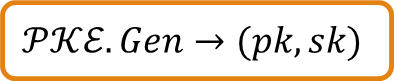 𝒫𝒦ℰ.Gen → (pk, sk)